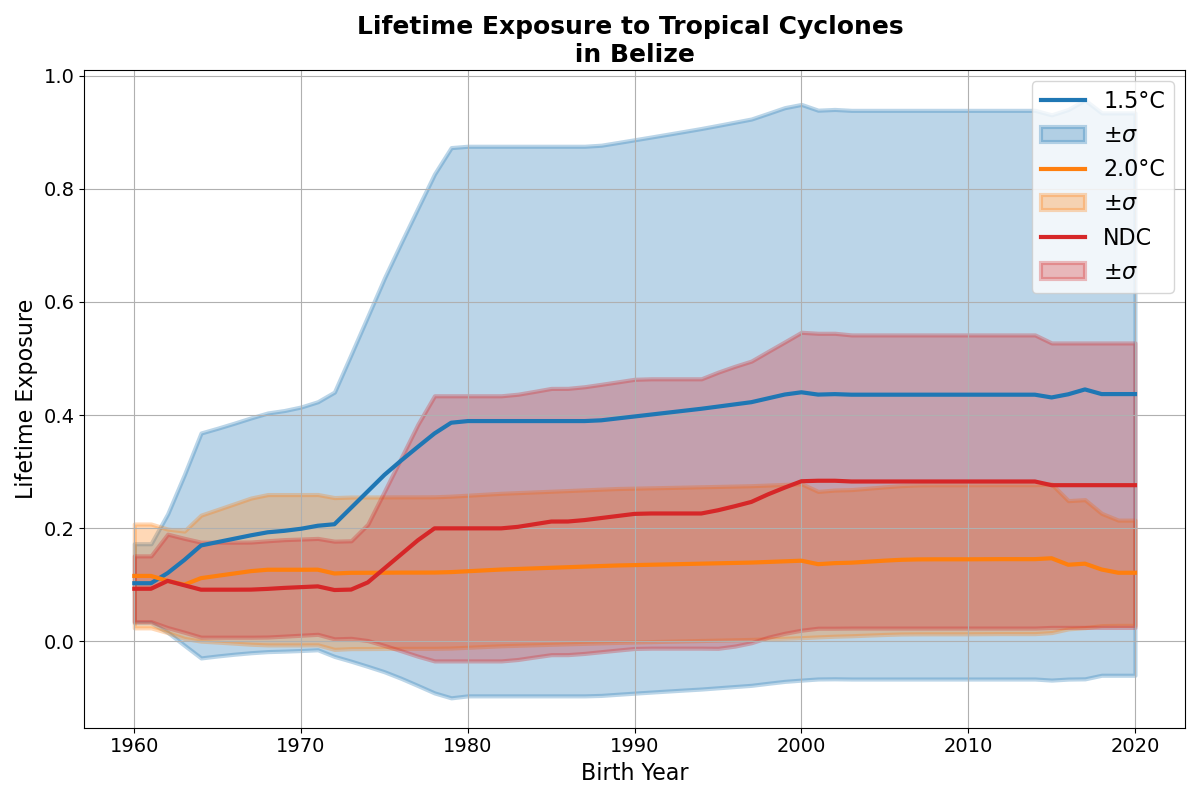 Lifetime Exposure to Tropical Cyclones
in Belize
1.0
0.8
0.6
0.4
0.2
0.0
Lifetime Exposure
1960
1970
1980
1990
2000
2010
2020
Birth Year
1.5°C
±σ
2.0°C
±σ
NDC
±σ